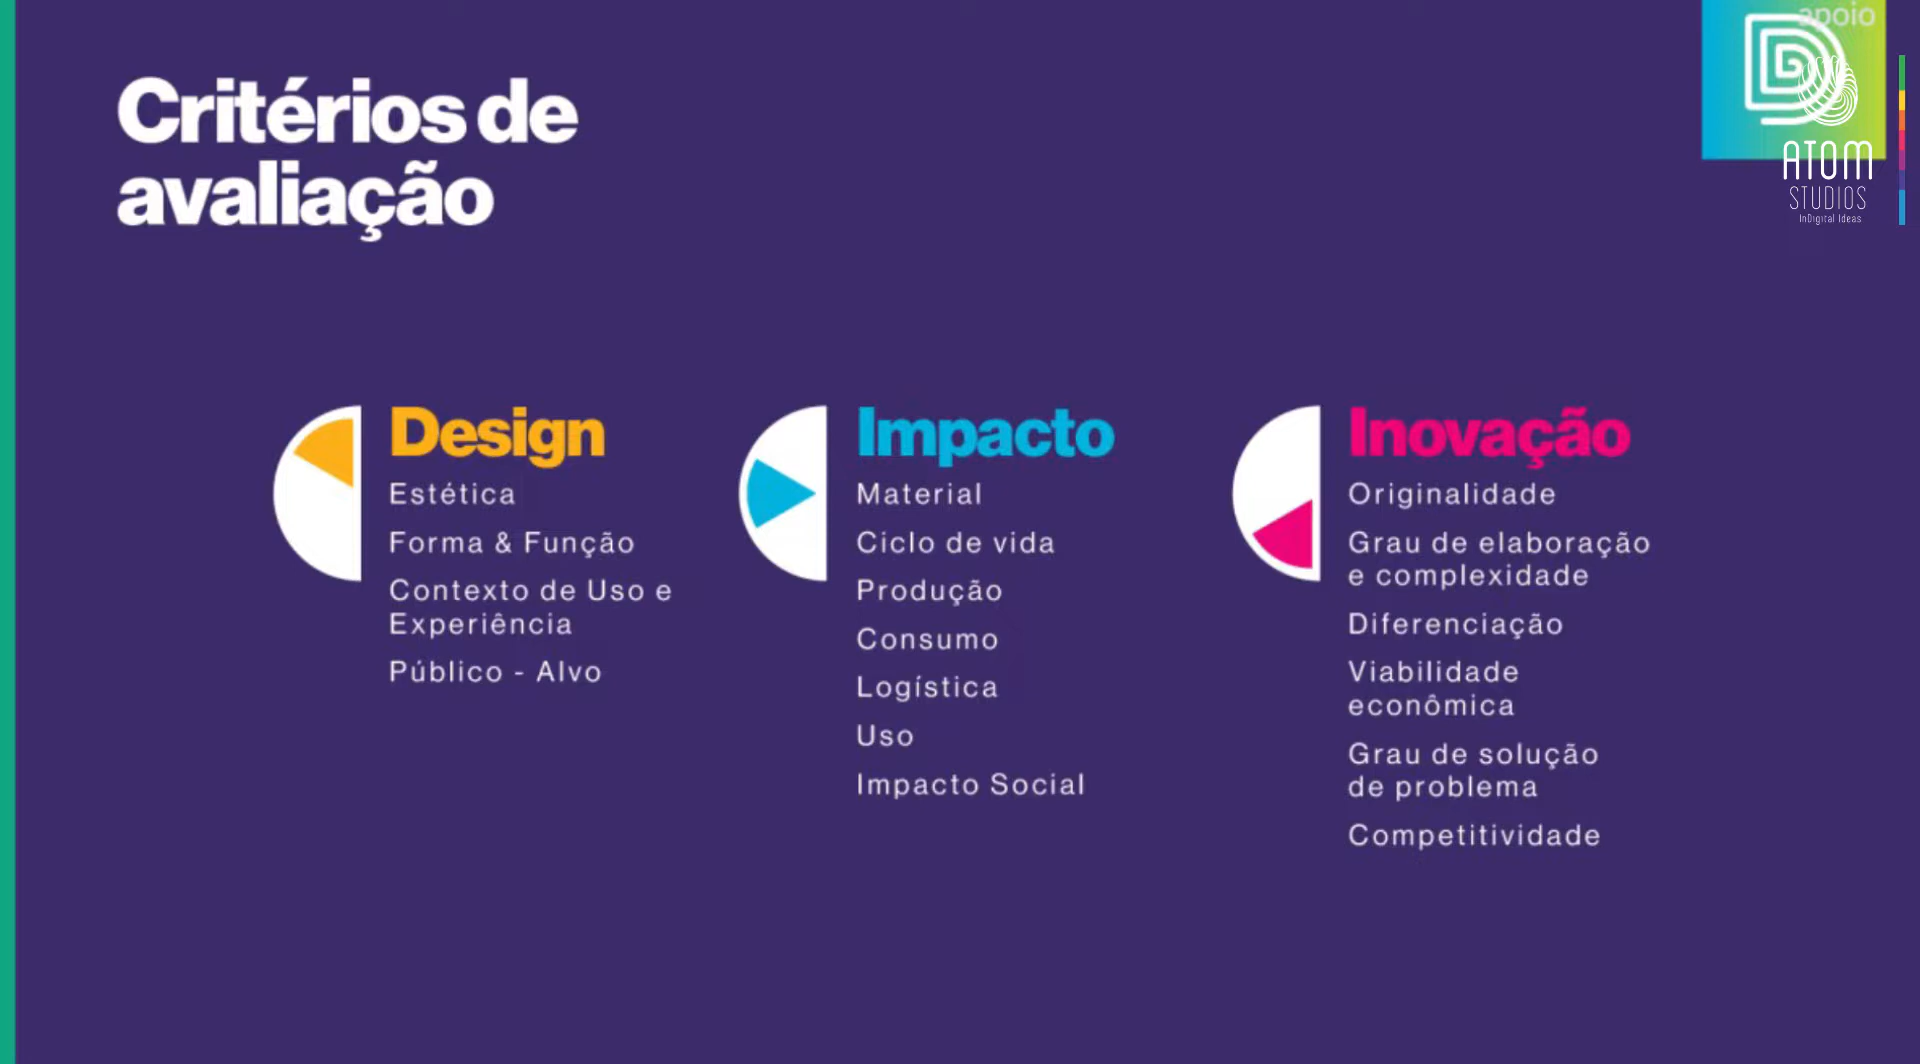 apoio
ATOM
STUDIOS
InDigital Ideas
Critérios de
avaliação
Design
Estética
Forma & Função
Contexto de Uso e
Experiência
Público - Alvo
Impacto
Material
Ciclo de vida
Produção
Consumo
Logística
Uso
Impacto Social
Inovação
Originalidade
Grau de elaboração
e complexidade
Diferenciação
Viabilidade
econômica
Grau de solução
de problema
Competitividade